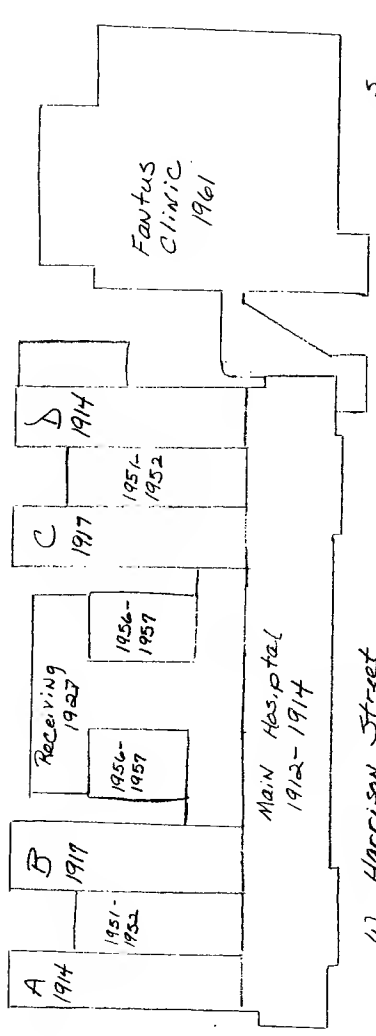 A
1914
1951-
1952
B
1917
Receiving
1927
1956-
1957
1956-
1957
C
1917
1951-
1952
D
1914
Fantus
Clinic
1961
Main Hospital
1912-1914
W Harrison Street
S